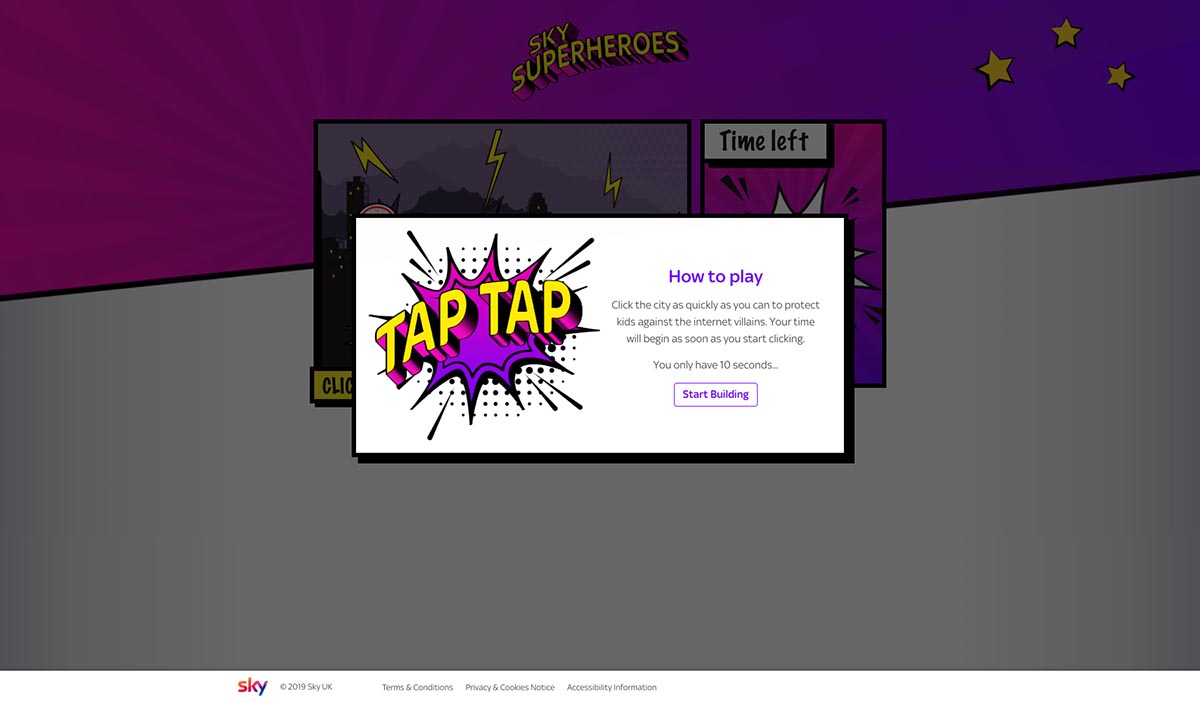 SKY
SUPERHEROES
Time left
TAP TAP
How to play
Click the city as quickly as you can to protect
kids against the internet villains. Your time
will begin as soon as you start clicking.
You only have 10 seconds...
Start Building
CLIC
sky
© 2019 Sky UK
Terms & Conditions
Privacy & Cookies Notice
Accessibility Information